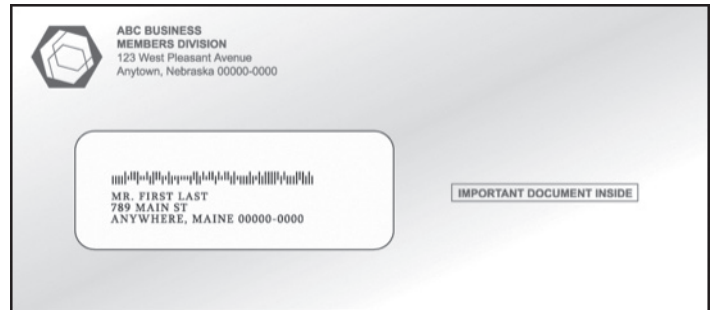 ABC BUSINESS
MEMBERS DIVISION
123 West Pleasant Avenue
Anytown, Nebraska 00000-0000
MR. FIRST LAST
789 MAIN ST
ANYWHERE, MAINE 00000-0000
IMPORTANT DOCUMENT INSIDE